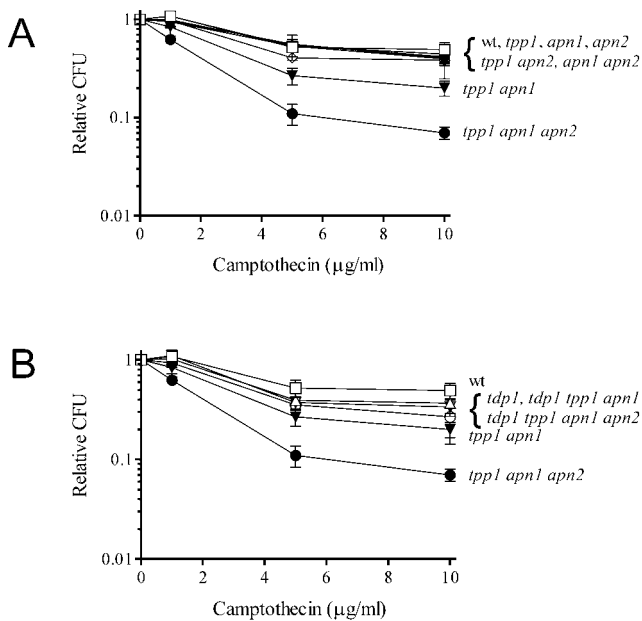 A
Relative CFU
1
0.1
0.01
0 2 4 6 8 10
Camptothecin (μg/ml)
wt, tpp1, apn1, apn2
tpp1 apn2, apn1 apn2
tpp1 apn1
tpp1 apn1 apn2
B
Relative CFU
1
0.1
0.01
0 2 4 6 8 10
Camptothecin (μg/ml)
wt
tdp1, tdp1 tpp1 apn1
tdp1 tpp1 apn1 apn2
tpp1 apn1
tpp1 apn1 apn2